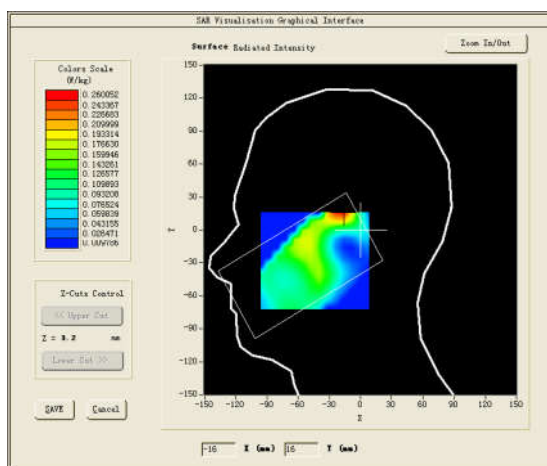 SAR Visualisation Graphical Interface
Surface Radiated Intensity
Zoom In/Out
Colors Scale
(W/kg)
0.260052
0.243367
0.226683
0.209999
0.193314
0.176630
0.159946
0.143261
0.126577
0.109893
0.093208
0.076524
0.059839
0.043155
0.026471
Z-Cuts Control
<< Upper Cut
Z = 3.2 mm
Lower Cut >>
SAVE
Cancel
150
120
90
60
30
0
-30
-60
-90
-120
-150
Y
-150 -120 -90 -60 -30 0 30 60 90 120 150
X
-16 X (mm) 16 Y (mm)